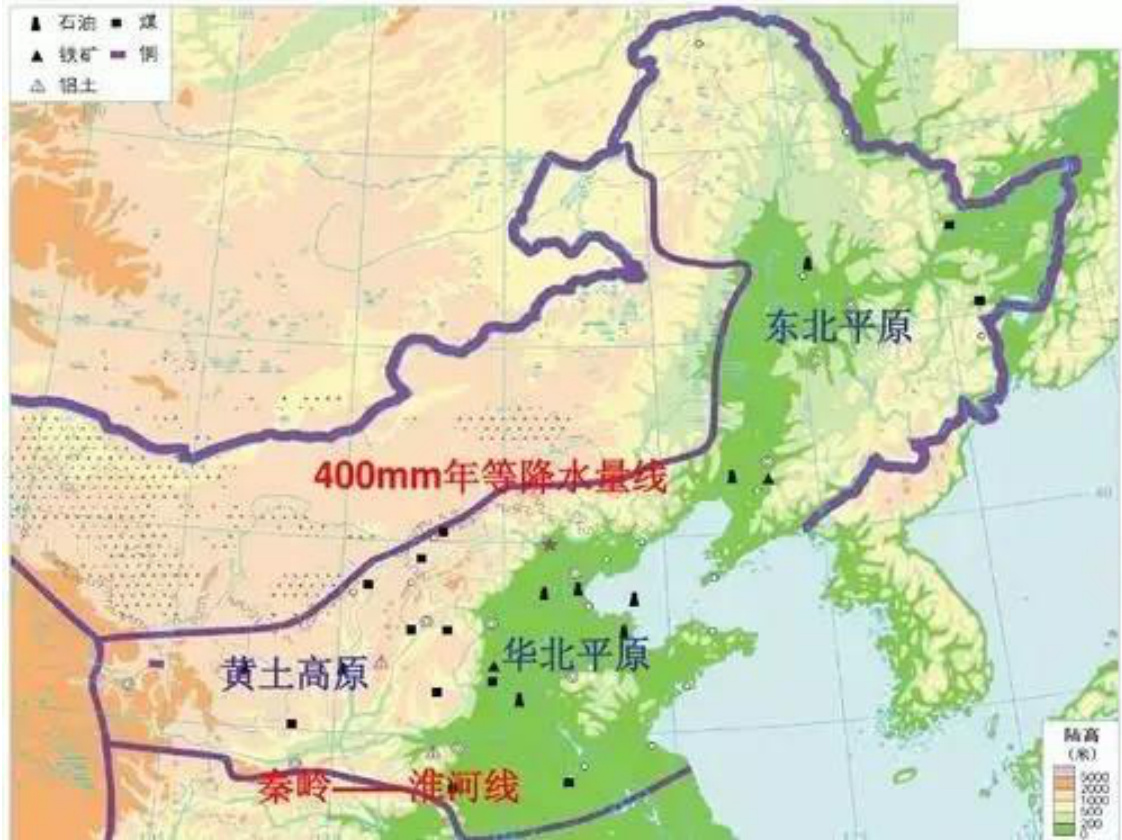 石油 煤
铁矿 铜
铝土
东北平原
400mm年等降水量线
40
华北平原
黄土高原
秦岭——淮河线
陆高
(米)
5000
2000
1000
500
200
0